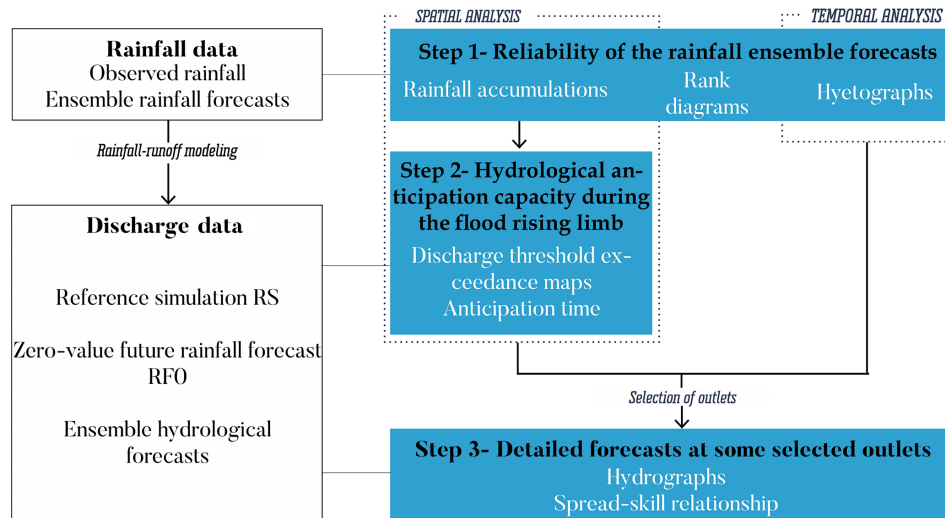 SPATIAL ANALYSIS
TEMPORAL ANALYSIS
Rainfall data
Observed rainfall
Ensemble rainfall forecasts
Step 1- Reliability of the rainfall ensemble forecasts
Rainfall accumulations
Rank
diagrams
Hyetographs
Rainfall-runoff modeling
Step 2- Hydrological an-
ticipation capacity during
the flood rising limb
Discharge threshold ex-
ceedance maps
Anticipation time
Discharge data
Reference simulation RS
Zero-value future rainfall forecast
RF0
Ensemble hydrological
forecasts
Selection of outlets
Step 3- Detailed forecasts at some selected outlets
Hydrographs
Spread-skill relationship